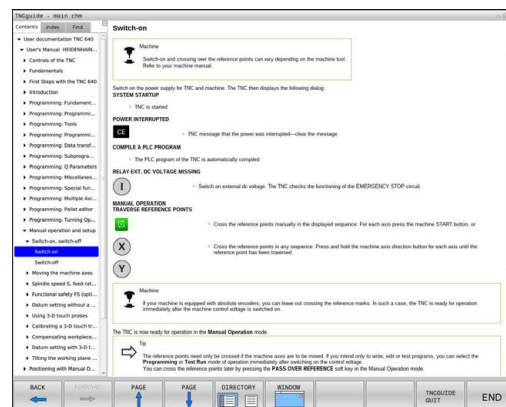 TNCguide - main.chm
Contents Index Find
User documentation TNC 640
User's Manual HEIDENHAIN...
Controls of the TNC
Fundamentals
First Steps with the TNC 640
Introduction
Programming: Fundament...
Programming: Programmi...
Programming: Tools
Programming: Programmi...
Programming: Data transf...
Programming: Subprogra...
Programming: Q Parameters
Programming: Miscellaneo...
Programming: Special fun...
Programming: Multiple Axi...
Programming: Pallet editor
Programming: Turning Op...
Manual operation and setup
Switch-on, switch-off
Switch-on
Switch-off
Moving the machine axes
Spindle speed S, feed rat...
Functional safety FS (opti...
Datum setting without a ...
Using 3-D touch probes
Calibrating a 3-D touch tr...
Compensating workpiece...
Datum setting with 3-D t...
Tilting the working plane ...
Positioning with Manual D...
Switch-on
Machine
Switch-on and crossing over the reference points can vary depending on the machine tool.
Refer to your machine manual.
Switch on the power supply for TNC and machine. The TNC then displays the following dialog:
SYSTEM STARTUP
TNC is started
POWER INTERRUPTED
CE
TNC message that the power was interrupted—clear the message
COMPILE A PLC PROGRAM
The PLC program of the TNC is automatically compiled
RELAY EXT. DC VOLTAGE MISSING
I
Switch on external dc voltage. The TNC checks the functioning of the EMERGENCY STOP circuit
MANUAL OPERATION
TRAVERSE REFERENCE POINTS
Cross the reference points manually in the displayed sequence: For each axis press the machine START button, or
X
Cross the reference points in any sequence: Press and hold the machine axis direction button for each axis until the
reference point has been traversed
Y
Machine
If your machine is equipped with absolute encoders, you can leave out crossing the reference marks. In such a case, the TNC is ready for operation
immediately after the machine control voltage is switched on.
The TNC is now ready for operation in the Manual Operation mode.
Tip
The reference points need only be crossed if the machine axes are to be moved. If you intend only to write, edit or test programs, you can select the
Programming or Test Run mode of operation immediately after switching on the control voltage.
You can cross the reference points later by pressing the PASS OVER REFERENCE soft key in the Manual Operation mode.
BACK FORWARD PAGE PAGE DIRECTORY WINDOW TNCGUIDE QUIT END